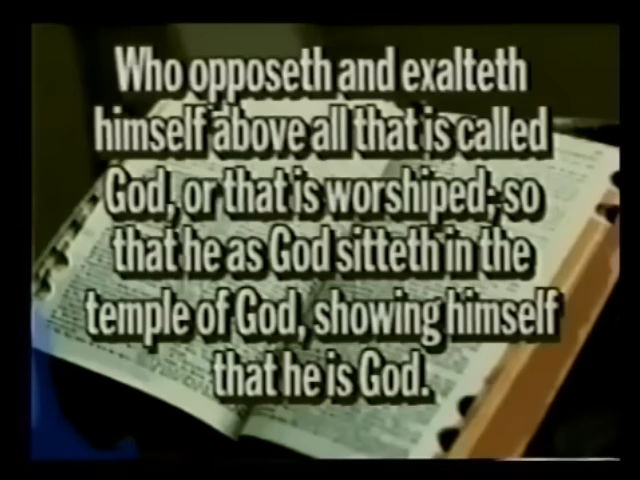 Who opposeth and exalteth
himself above all that is called
God, or that is worshiped; so
that he as God sitteth in the
temple of God, showing himself
that he is God.